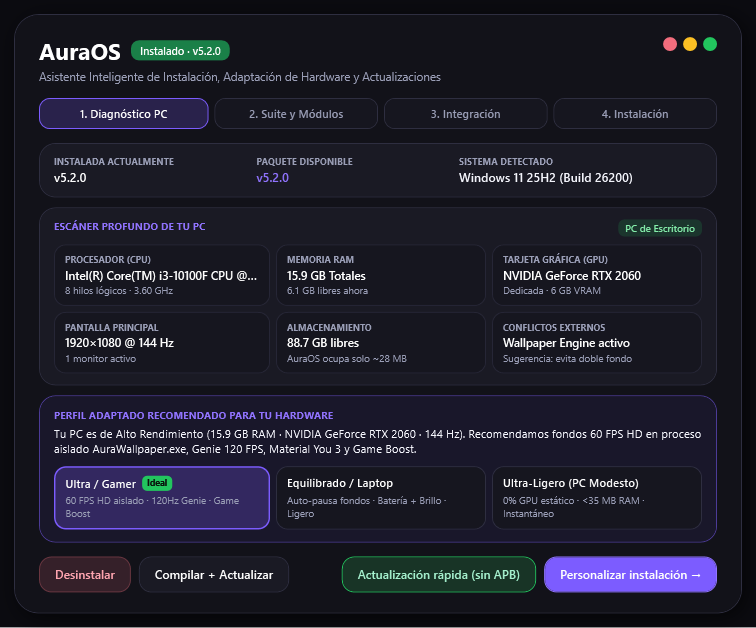 AuraOS
Instalado · v5.2.0
Asistente Inteligente de Instalación, Adaptación de Hardware y Actualizaciones
1. Diagnóstico PC
2. Suite y Módulos
3. Integración
4. Instalación
INSTALADA ACTUALMENTE
v5.2.0
PAQUETE DISPONIBLE
v5.2.0
SISTEMA DETECTADO
Windows 11 25H2 (Build 26200)
ESCÁNER PROFUNDO DE TU PC
PC de Escritorio
PROCESADOR (CPU)
Intel(R) Core(TM) i3-10100F CPU @...
8 hilos lógicos · 3.60 GHz
MEMORIA RAM
15.9 GB Totales
6.1 GB libres ahora
TARJETA GRÁFICA (GPU)
NVIDIA GeForce RTX 2060
Dedicada · 6 GB VRAM
PANTALLA PRINCIPAL
1920×1080 @ 144 Hz
1 monitor activo
ALMACENAMIENTO
88.7 GB libres
AuraOS ocupa solo ~28 MB
CONFLICTOS EXTERNOS
Wallpaper Engine activo
Sugerencia: evita doble fondo
PERFIL ADAPTADO RECOMENDADO PARA TU HARDWARE
Tu PC es de Alto Rendimiento (15.9 GB RAM · NVIDIA GeForce RTX 2060 · 144 Hz). Recomendamos fondos 60 FPS HD en proceso
aislado AuraWallpaper.exe, Genie 120 FPS, Material You 3 y Game Boost.
Ultra / Gamer
Ideal
60 FPS HD aislado · 120Hz Genie · Game
Boost
Equilibrado / Laptop
Auto-pausa fondos · Batería + Brillo ·
Ligero
Ultra-Ligero (PC Modesto)
0% GPU estático · <35 MB RAM ·
Instantáneo
Desinstalar
Compilar + Actualizar
Actualización rápida (sin APB)
Personalizar instalación →